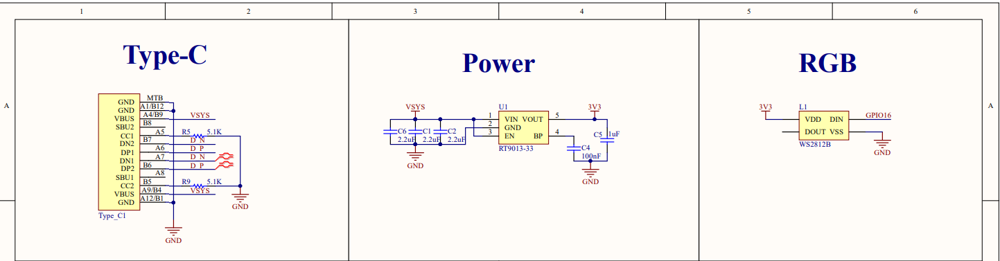 1 2 3 4 5 6
A A
Type-C
Power
RGB
GND MTB
GND A1/B12
VBUS A4/B9 VSYS
SBU2 B8
CC1 A5 R5 5.1K
DN2 B7 D_N
DP1 A6 D_P
DN1 A7 D_N
DP2 B6 D_P
SBU1 A8
CC2 B5 R9 5.1K
VBUS A9/B4 VSYS
GND A12/B1
Type_C1
GND
GND
VSYS
C6 C1 C2
2.2uF 2.2uF 2.2uF
GND
U1
1 VIN VOUT 5
2 GND
3 EN BP 4
RT9013-33
3V3
C5 1uF
C4
100nF
GND
3V3
L1
VDD DIN GPIO16
DOUT VSS
WS2812B
GND